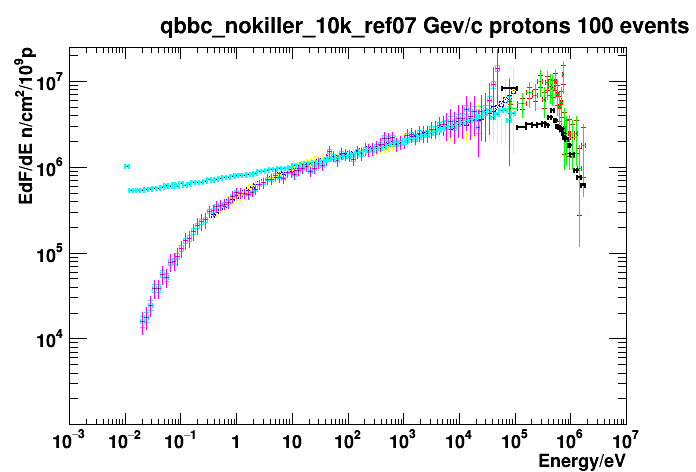 qbbc_nokiller_10k_ref07 Gev/c protons 100 events
EdF/dE n/cm²/10⁹p
10⁷
10⁶
10⁵
10⁴
10⁻³ 10⁻² 10⁻¹ 1 10 10² 10³ 10⁴ 10⁵ 10⁶ 10⁷
Energy/eV